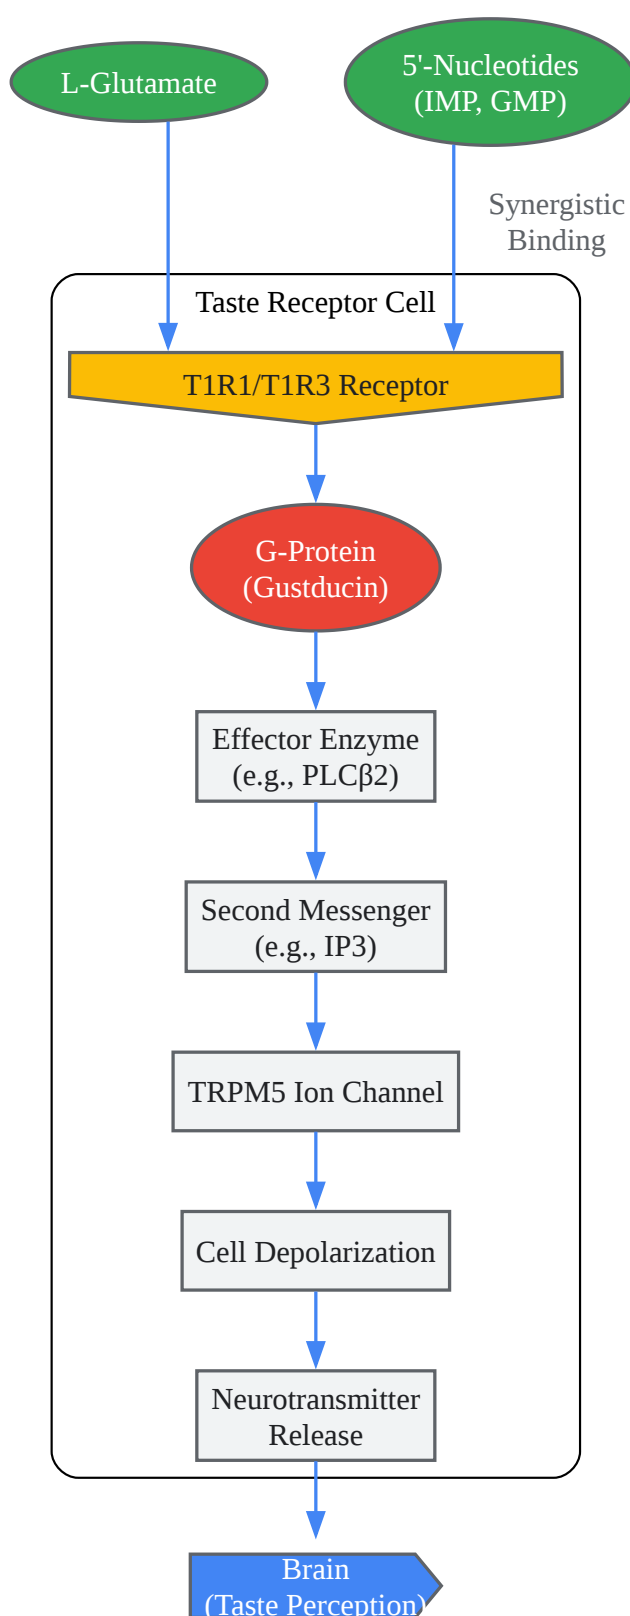 L-Glutamate
5'-Nucleotides
(IMP, GMP)
Synergistic
Binding
Taste Receptor Cell
T1R1/T1R3 Receptor
G-Protein
(Gustducin)
Effector Enzyme
(e.g., PLCβ2)
Second Messenger
(e.g., IP3)
TRPM5 Ion Channel
Cell Depolarization
Neurotransmitter
Release
Brain
(Taste Perception)